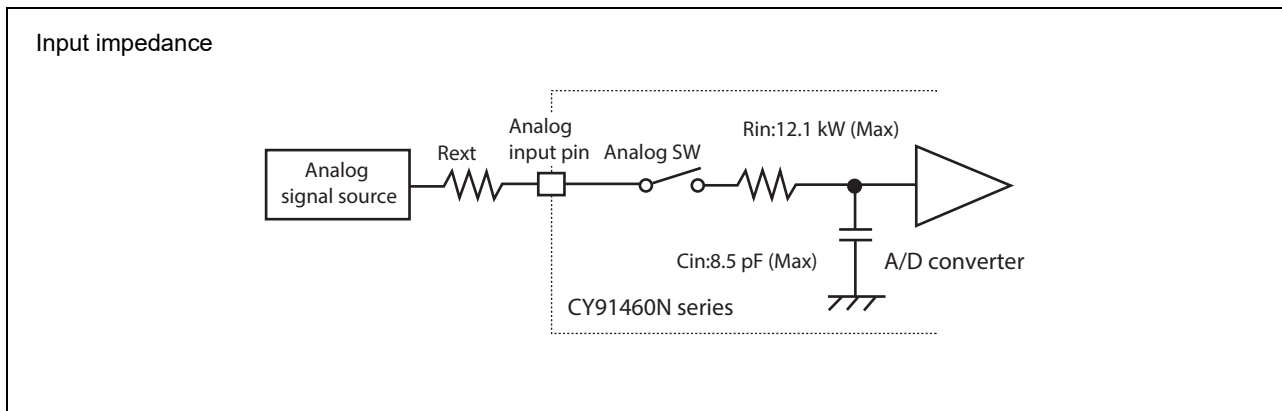 Input impedance
Analog
signal source
Rext
Analog
input pin
Analog SW
Rin:12.1 kW (Max)
Cin:8.5 pF (Max)
A/D converter
CY91460N series